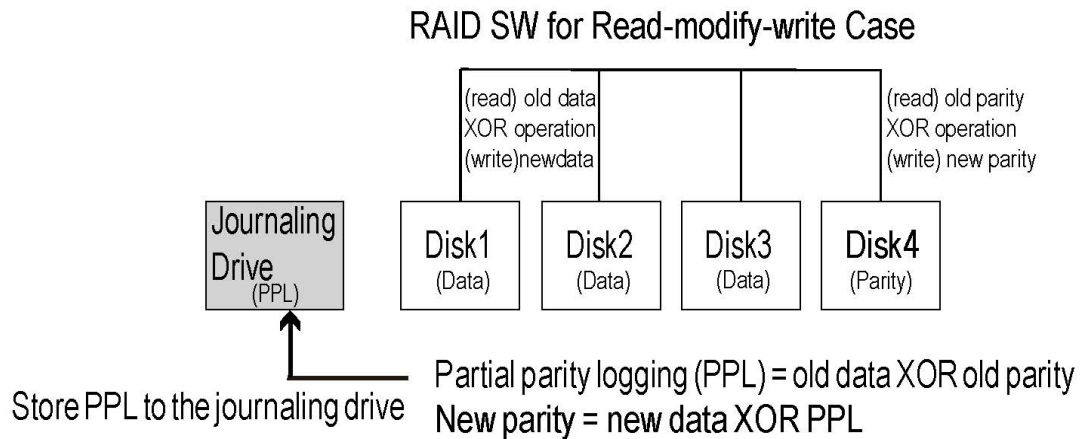 RAID SW for Read-modify-write Case
(read) old data
XOR operation
(write)newdata
(read) old parity
XOR operation
(write) new parity
Journaling
Drive
(PPL)
Disk1
(Data)
Disk2
(Data)
Disk3
(Data)
Disk4
(Parity)
Store PPL to the journaling drive
Partial parity logging (PPL) = old data XOR old parity
New parity = new data XOR PPL